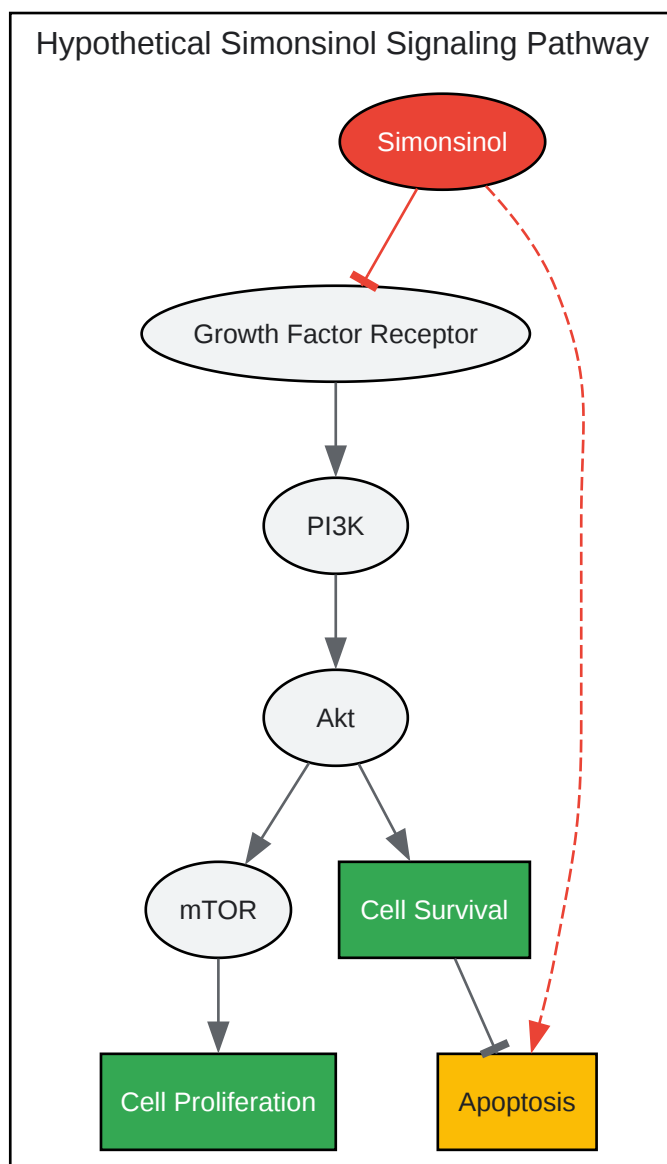 Hypothetical Simonsinol Signaling Pathway
Simonsinol
Growth Factor Receptor
PI3K
Akt
mTOR
Cell Survival
Cell Proliferation
Apoptosis